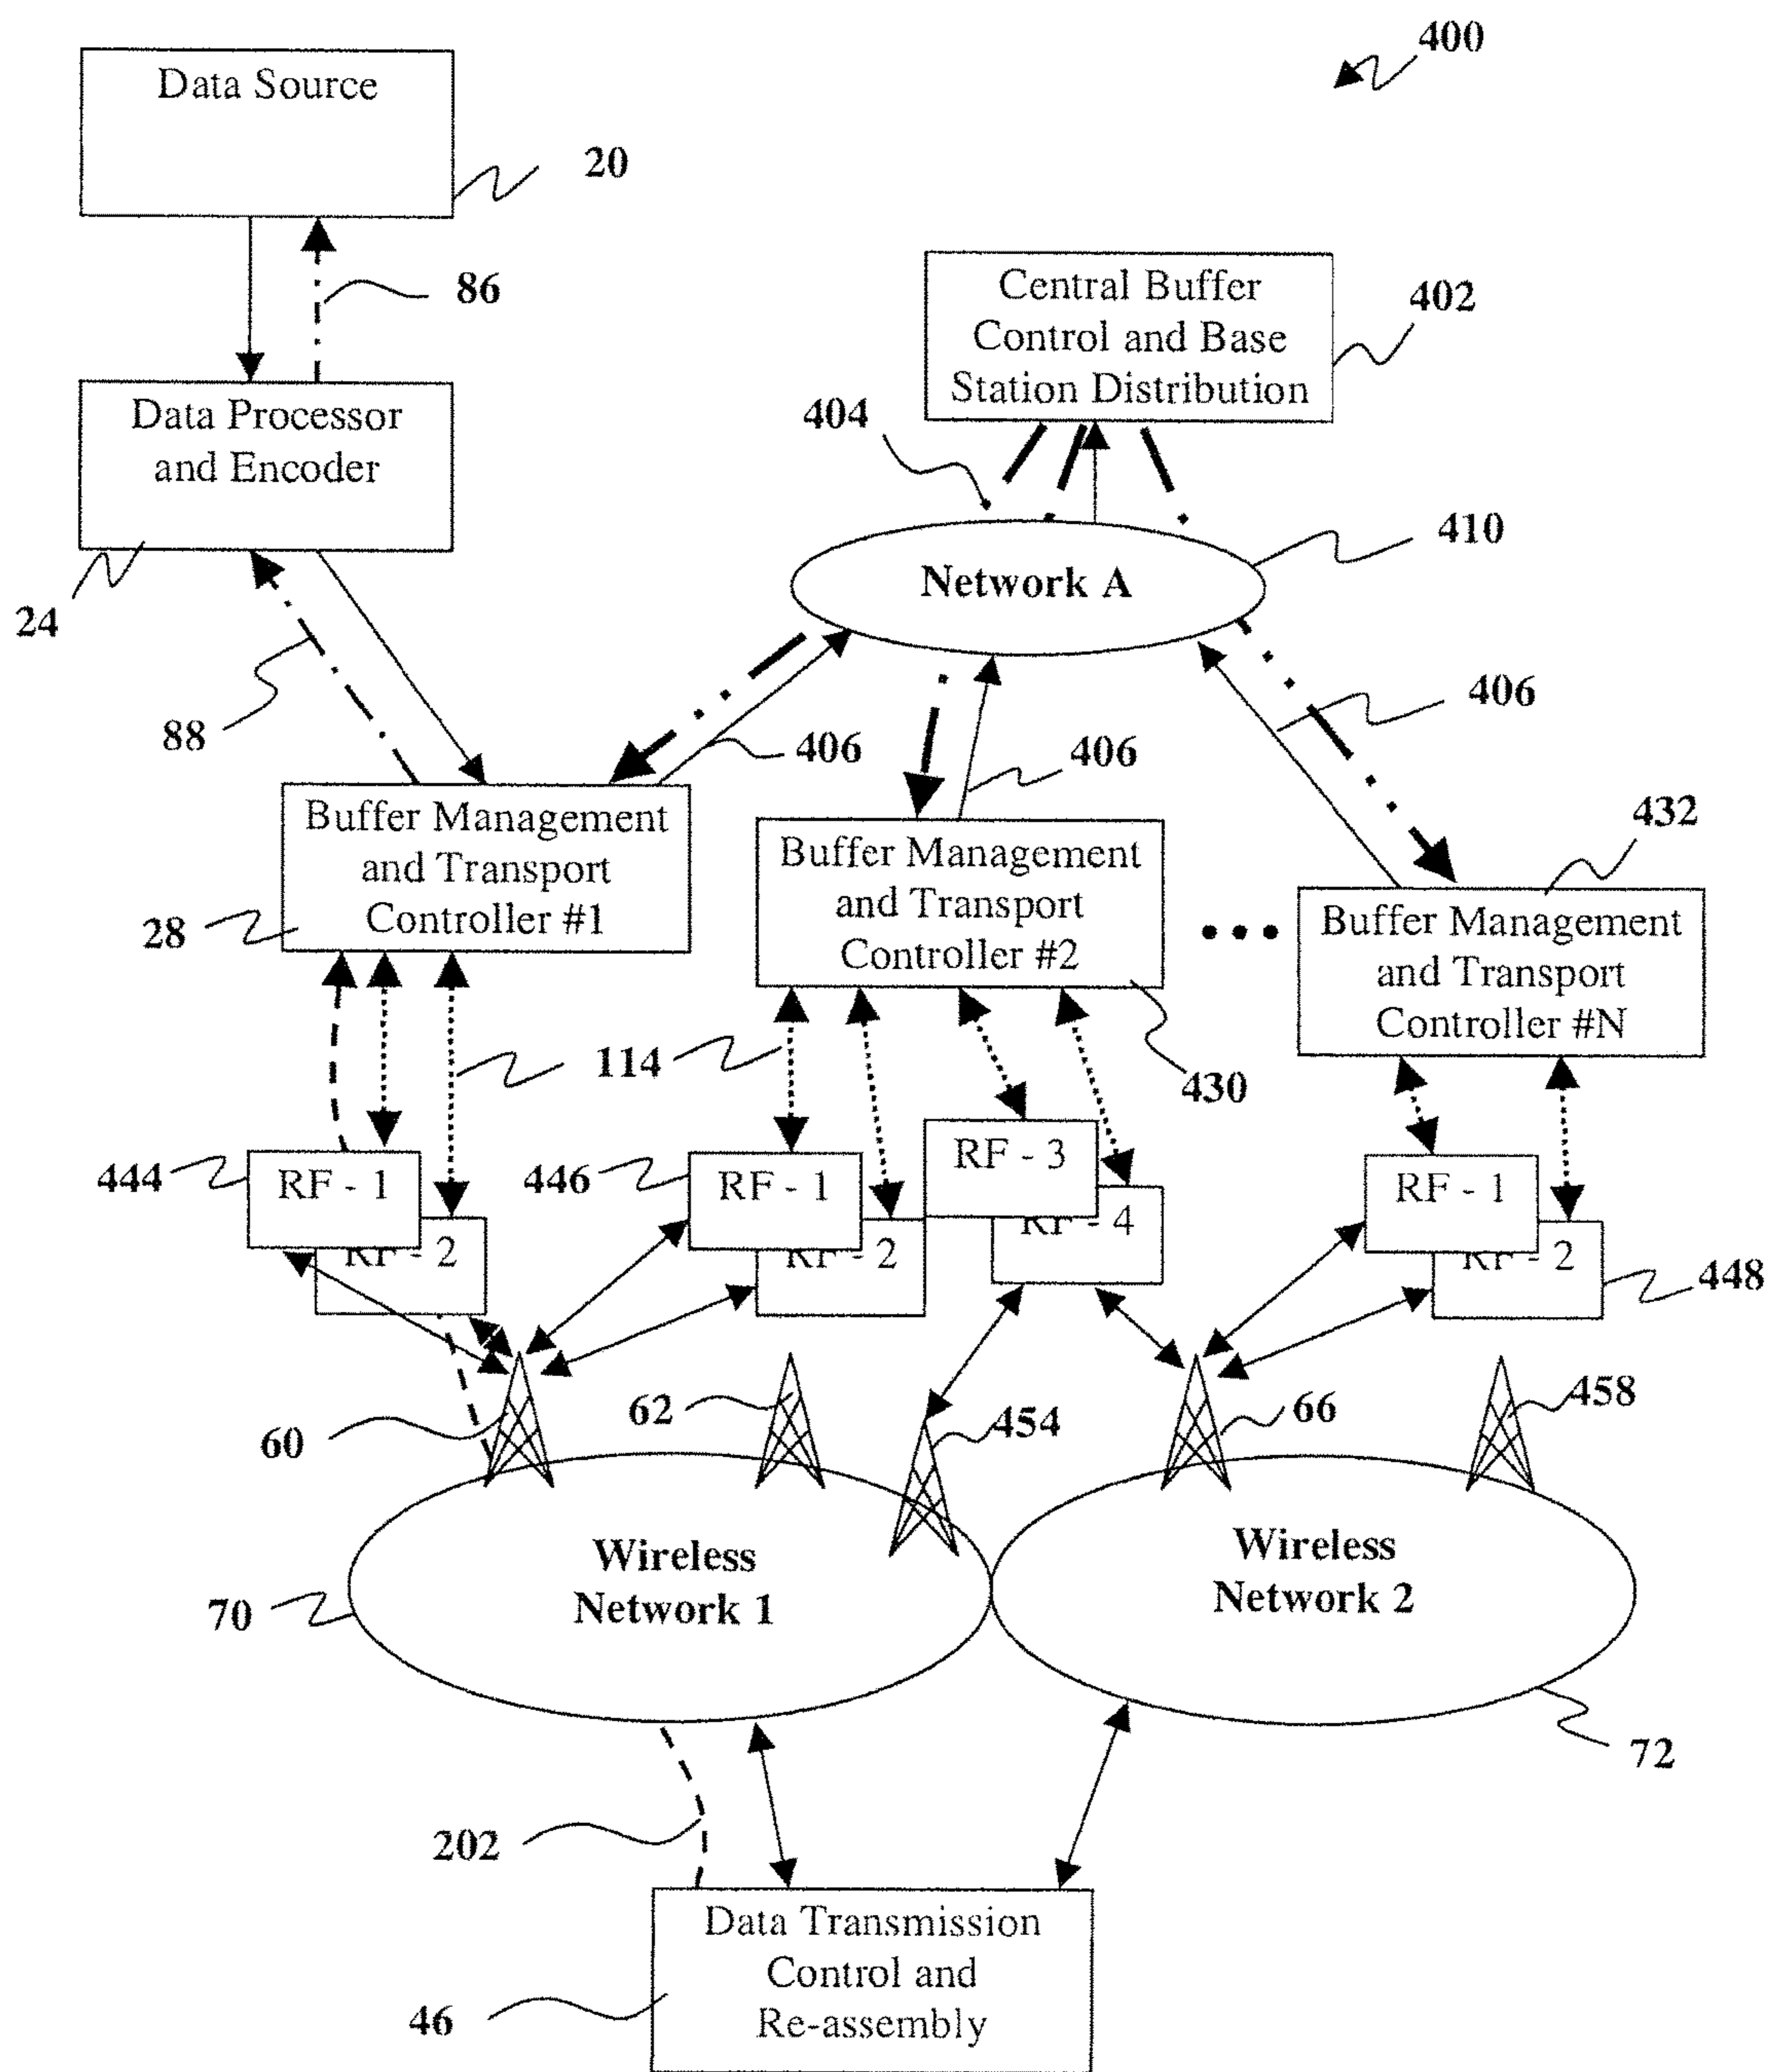 400
Data Source
20
86
Central Buffer
Control and Base
Station Distribution
402
Data Processor
and Encoder
404
24
Network A
410
88
406
406
406
Buffer Management
and Transport
Controller #1
28
Buffer Management
and Transport
Controller #2
430
432
Buffer Management
and Transport
Controller #N
114
444
RF - 1
RF - 2
446
RF - 1
RF - 2
RF - 3
RF - 4
RF - 1
RF - 2
448
60
62
454
66
458
Wireless
Network 1
70
Wireless
Network 2
72
202
Data Transmission
Control and
Re-assembly
46